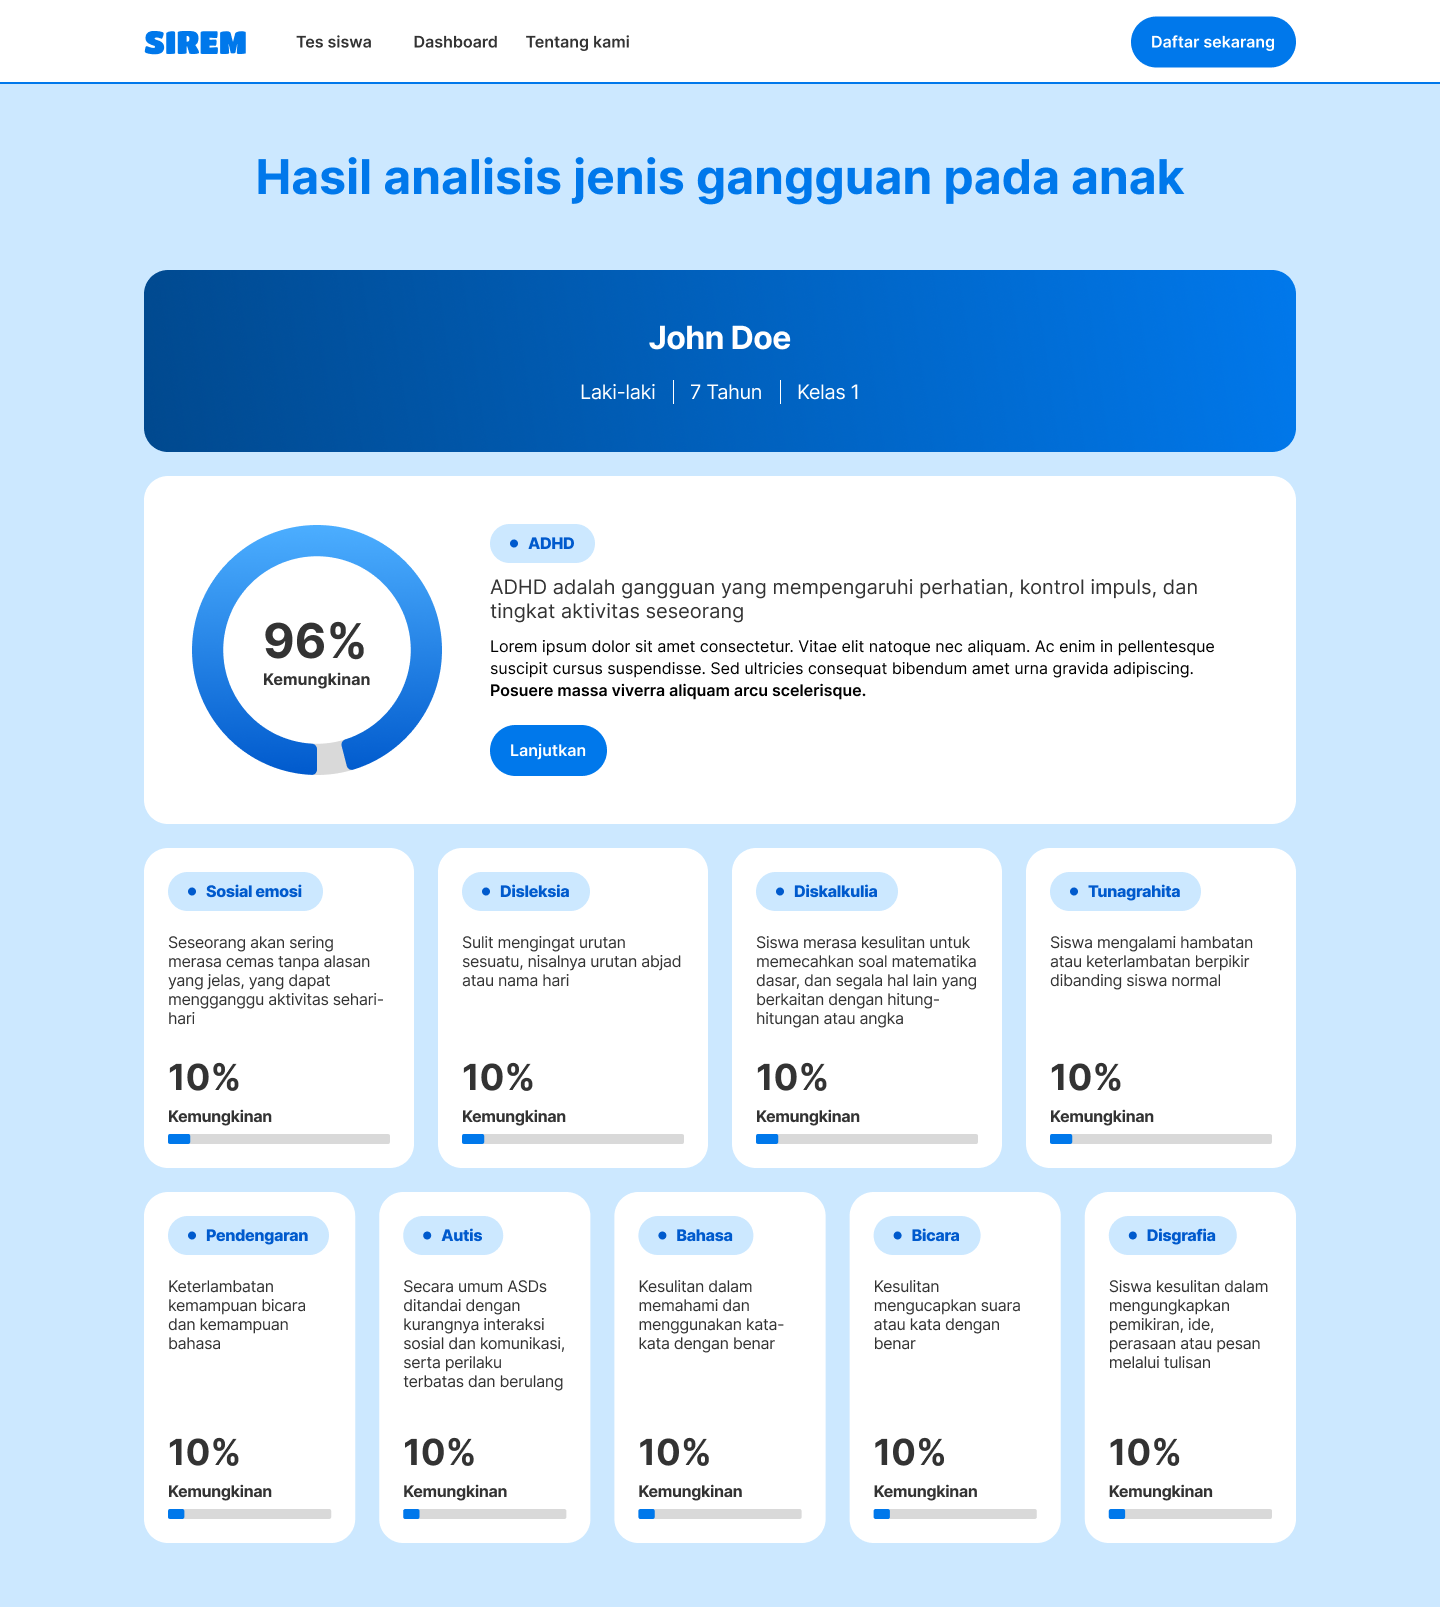 SIREM
Tes siswa
Dashboard
Tentang kami
Daftar sekarang
Hasil analisis jenis gangguan pada anak
John Doe
Laki-laki
7 Tahun
Kelas 1
96%
Kemungkinan
ADHD
ADHD adalah gangguan yang mempengaruhi perhatian, kontrol impuls, dan
tingkat aktivitas seseorang
Lorem ipsum dolor sit amet consectetur. Vitae elit natoque nec aliquam. Ac enim in pellentesque
suscipit cursus suspendisse. Sed ultricies consequat bibendum amet urna gravida adipiscing.
Posuere massa viverra aliquam arcu scelerisque.
Lanjutkan
Sosial emosi
Seseorang akan sering
merasa cemas tanpa alasan
yang jelas, yang dapat
mengganggu aktivitas sehari-
hari
10%
Kemungkinan
Disleksia
Sulit mengingat urutan
sesuatu, nisalnya urutan abjad
atau nama hari
10%
Kemungkinan
Diskalkulia
Siswa merasa kesulitan untuk
memecahkan soal matematika
dasar, dan segala hal lain yang
berkaitan dengan hitung-
hitungan atau angka
10%
Kemungkinan
Tunagrahita
Siswa mengalami hambatan
atau keterlambatan berpikir
dibanding siswa normal
10%
Kemungkinan
Pendengaran
Keterlambatan
kemampuan bicara
dan kemampuan
bahasa
10%
Kemungkinan
Autis
Secara umum ASDs
ditandai dengan
kurangnya interaksi
sosial dan komunikasi,
serta perilaku
terbatas dan berulang
10%
Kemungkinan
Bahasa
Kesulitan dalam
memahami dan
menggunakan kata-
kata dengan benar
10%
Kemungkinan
Bicara
Kesulitan
mengucapkan suara
atau kata dengan
benar
10%
Kemungkinan
Disgrafia
Siswa kesulitan dalam
mengungkapkan
pemikiran, ide,
perasaan atau pesan
melalui tulisan
10%
Kemungkinan